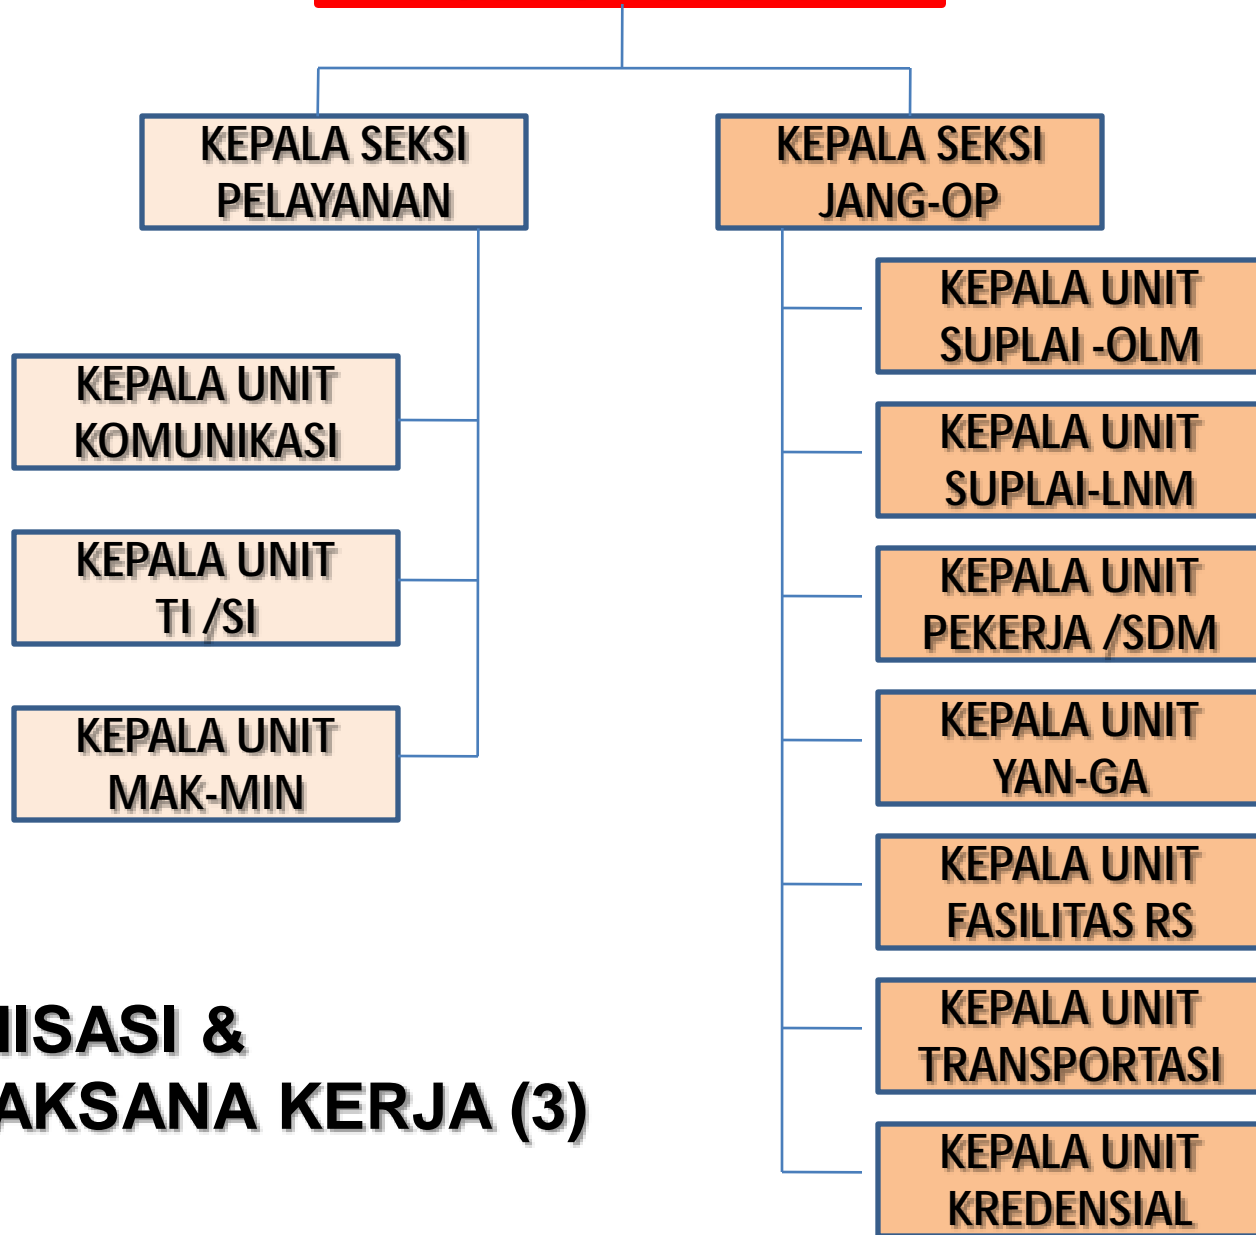 KEPALA SEKSI
PELAYANAN
KEPALA SEKSI
JANG-OP
KEPALA UNIT
KOMUNIKASI
KEPALA UNIT
TI /SI
KEPALA UNIT
MAK-MIN
KEPALA UNIT
SUPLAI -OLM
KEPALA UNIT
SUPLAI-LNM
KEPALA UNIT
PEKERJA /SDM
KEPALA UNIT
YAN-GA
KEPALA UNIT
FASILITAS RS
KEPALA UNIT
TRANSPORTASI
KEPALA UNIT
KREDENSIAL
NISASI &
AKSANA KERJA (3)